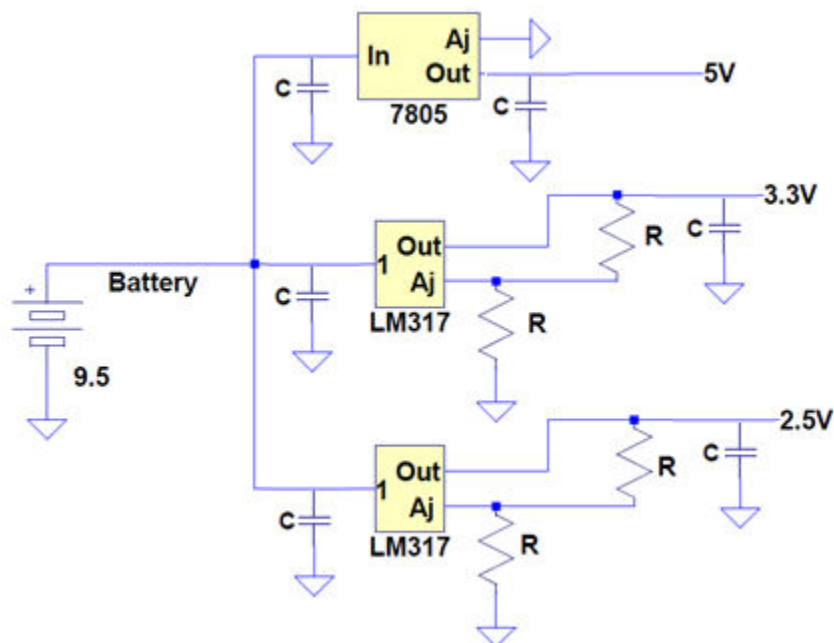 In
Aj
Out
7805
C
C
5V
Out
1
Aj
LM317
C
R
R
C
3.3V
Battery
+
9.5
Out
1
Aj
LM317
C
R
R
C
2.5V